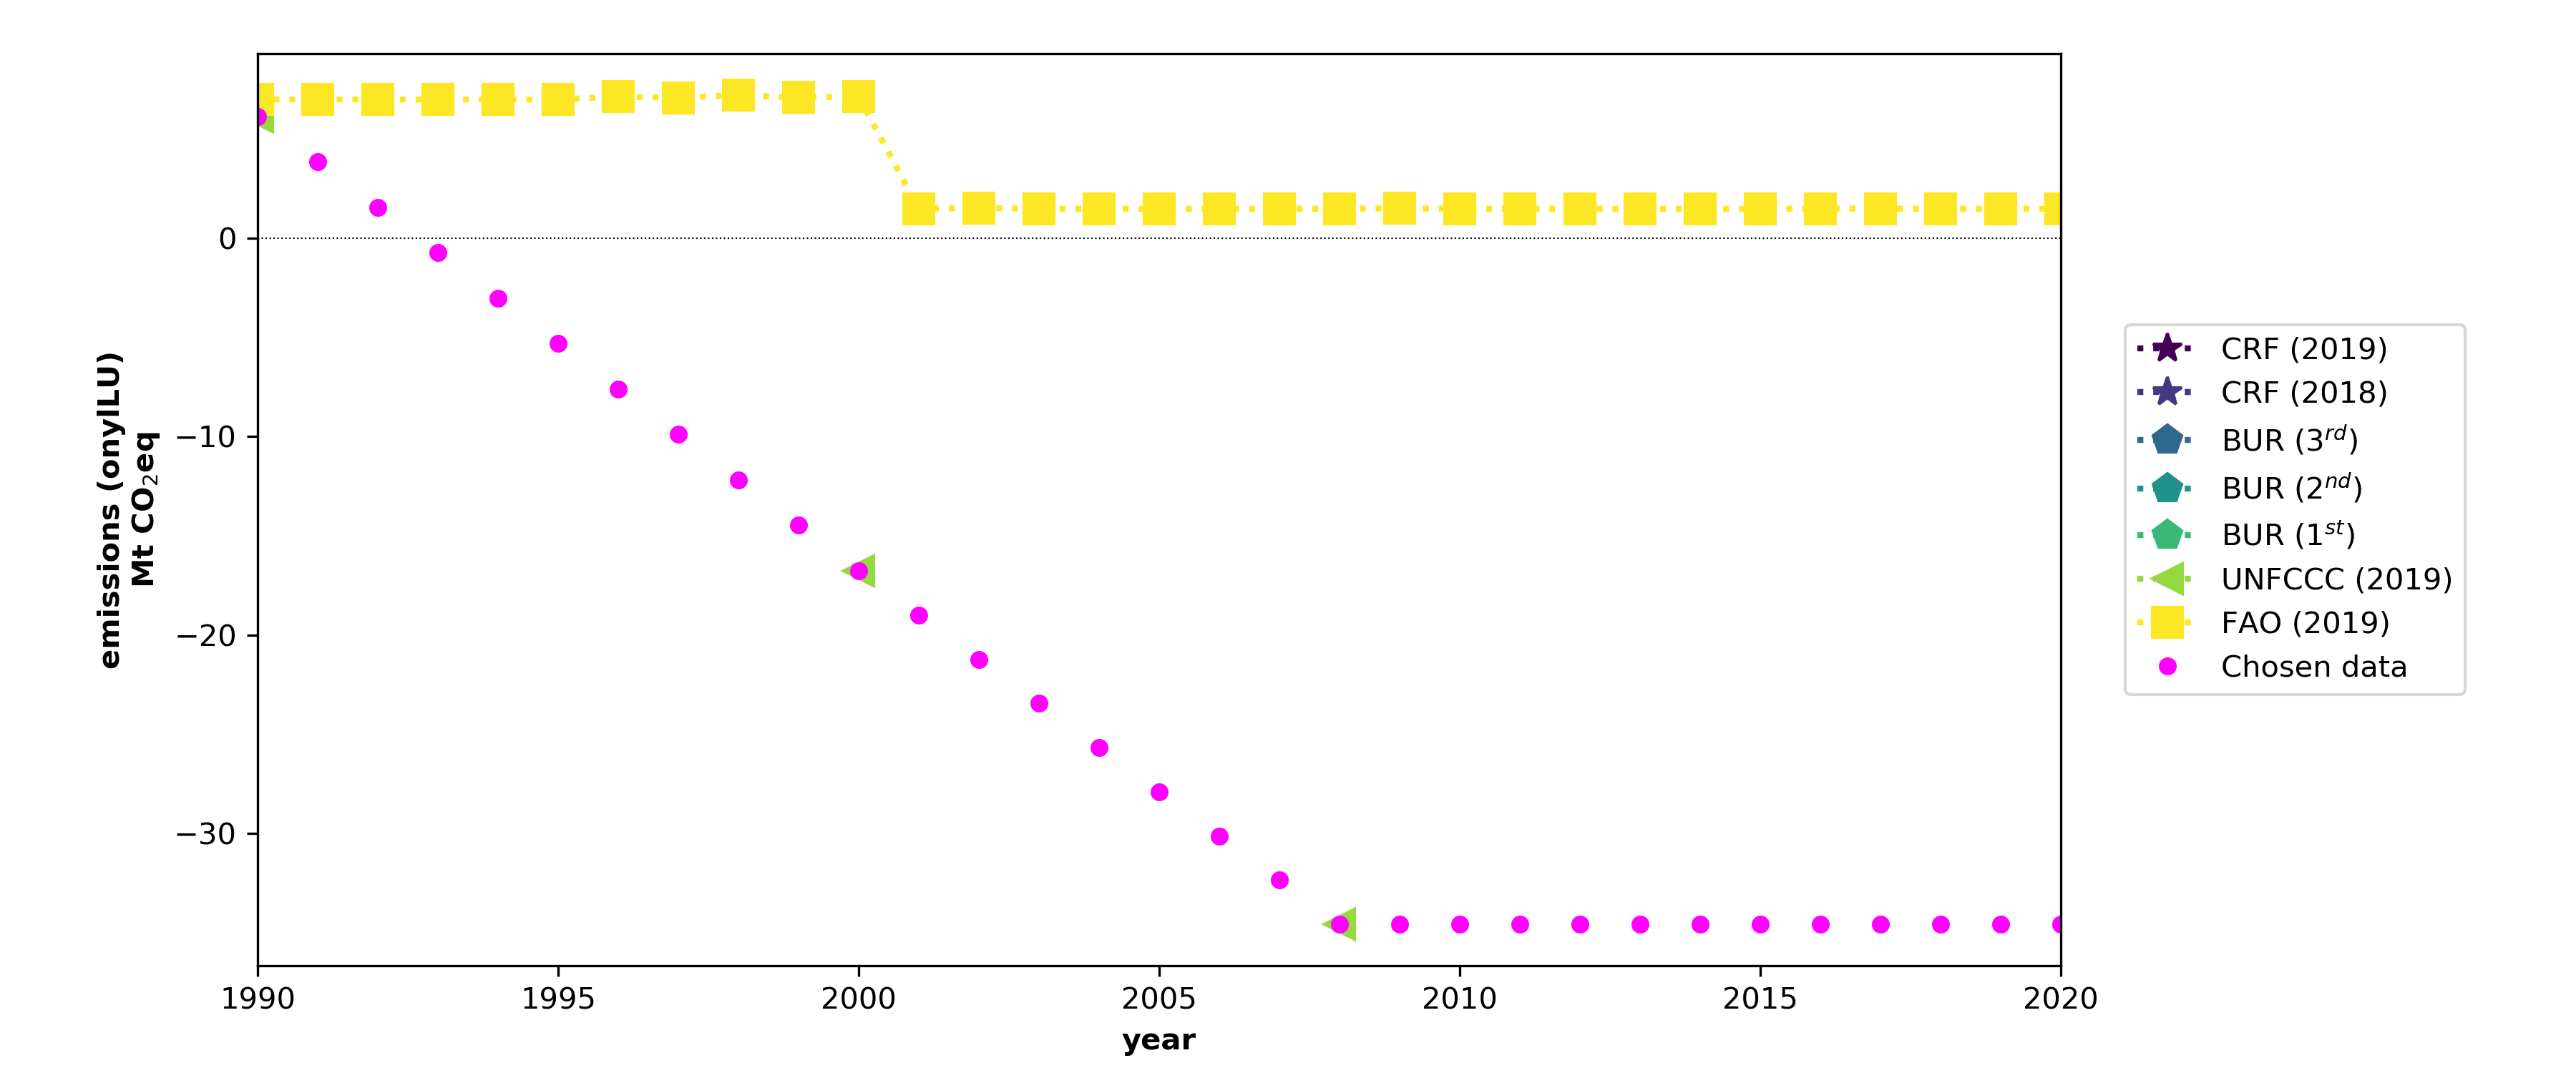 emissions (onylLU)
Mt CO₂eq
0
−10
−20
−30
1990 1995 2000 2005 2010 2015 2020
year
CRF (2019)
CRF (2018)
BUR (3ʳᵈ)
BUR (2ⁿᵈ)
BUR (1ˢᵗ)
UNFCCC (2019)
FAO (2019)
Chosen data